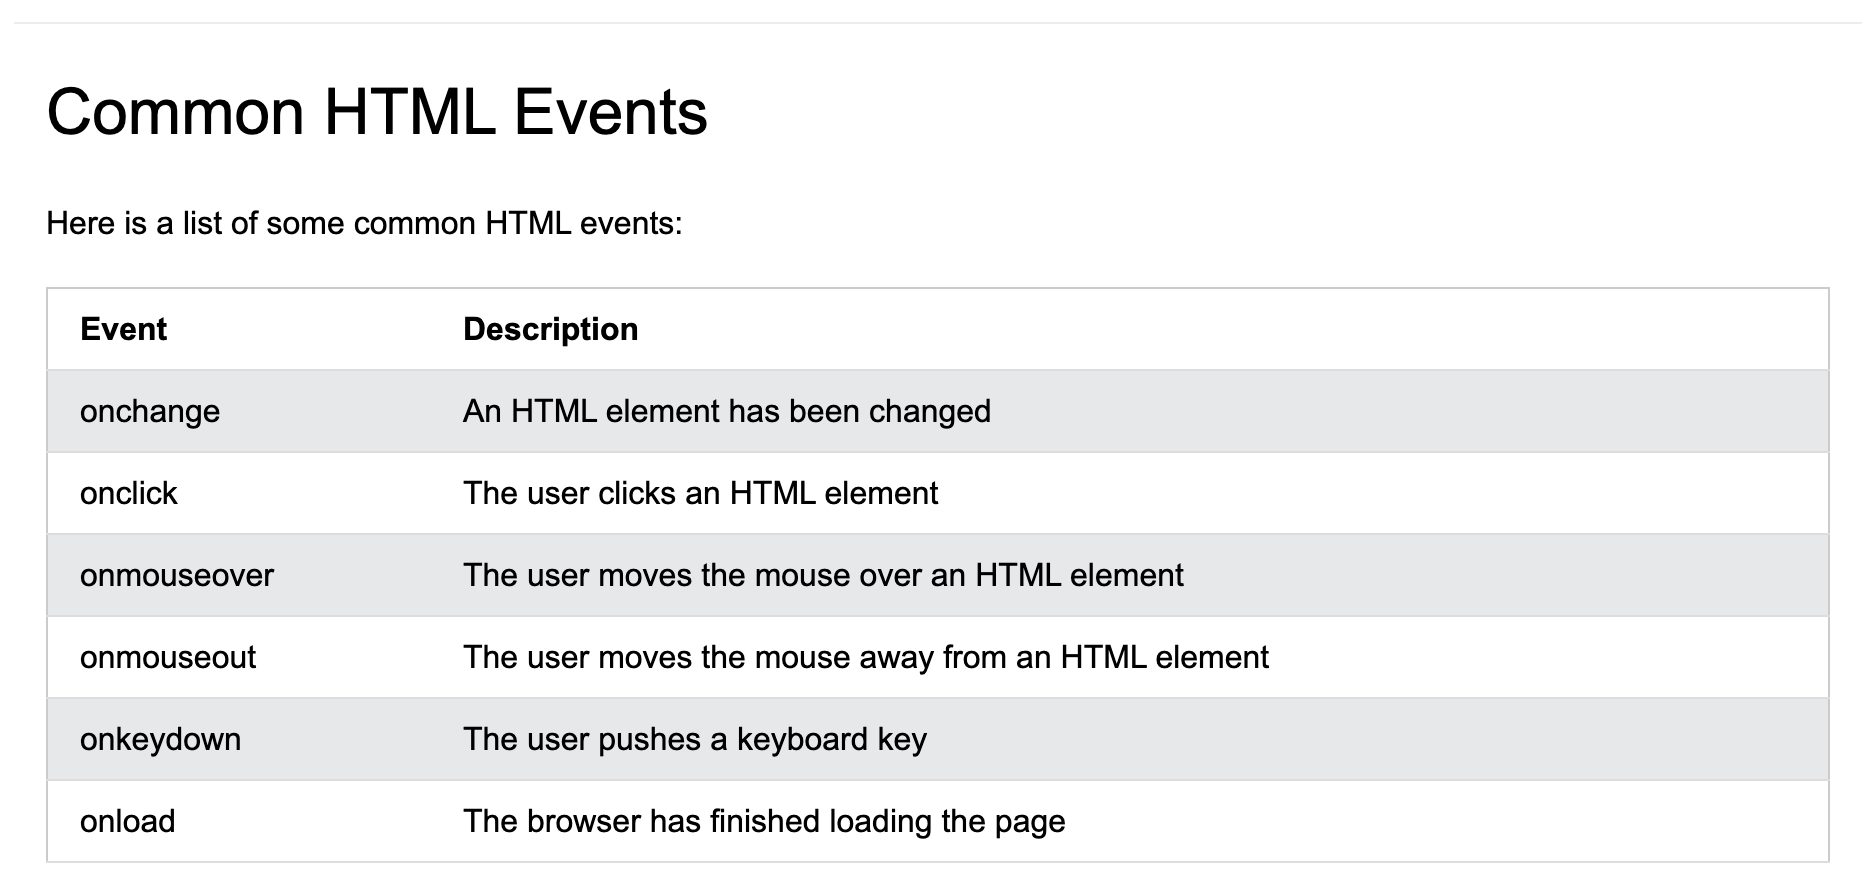 Common HTML Events
Here is a list of some common HTML events:
Event Description
onchange An HTML element has been changed
onclick The user clicks an HTML element
onmouseover The user moves the mouse over an HTML element
onmouseout The user moves the mouse away from an HTML element
onkeydown The user pushes a keyboard key
onload The browser has finished loading the page